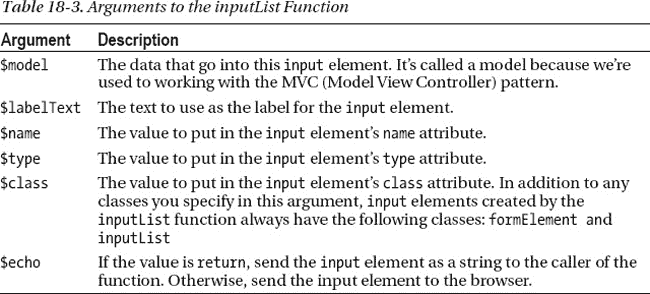 Table 18-3. Arguments to the inputList Function
Argument Description
$model The data that go into this input element. It's called a model because we're
used to working with the MVC (Model View Controller) pattern.
$labelText The text to use as the label for the input element.
$name The value to put in the input element's name attribute.
$type The value to put in the input element's type attribute.
$class The value to put in the input element's class attribute. In addition to any
classes you specify in this argument, input elements created by the
inputList function always have the following classes: formElement and
inputList
$echo If the value is return, send the input element as a string to the caller of the
function. Otherwise, send the input element to the browser.